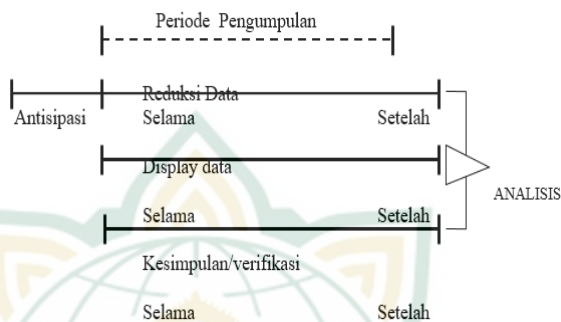 Periode Pengumpulan
Reduksi Data
Antisipasi Selama Setelah
Display data
ANALISIS
Selama Setelah
Kesimpulan/verifikasi
Selama Setelah